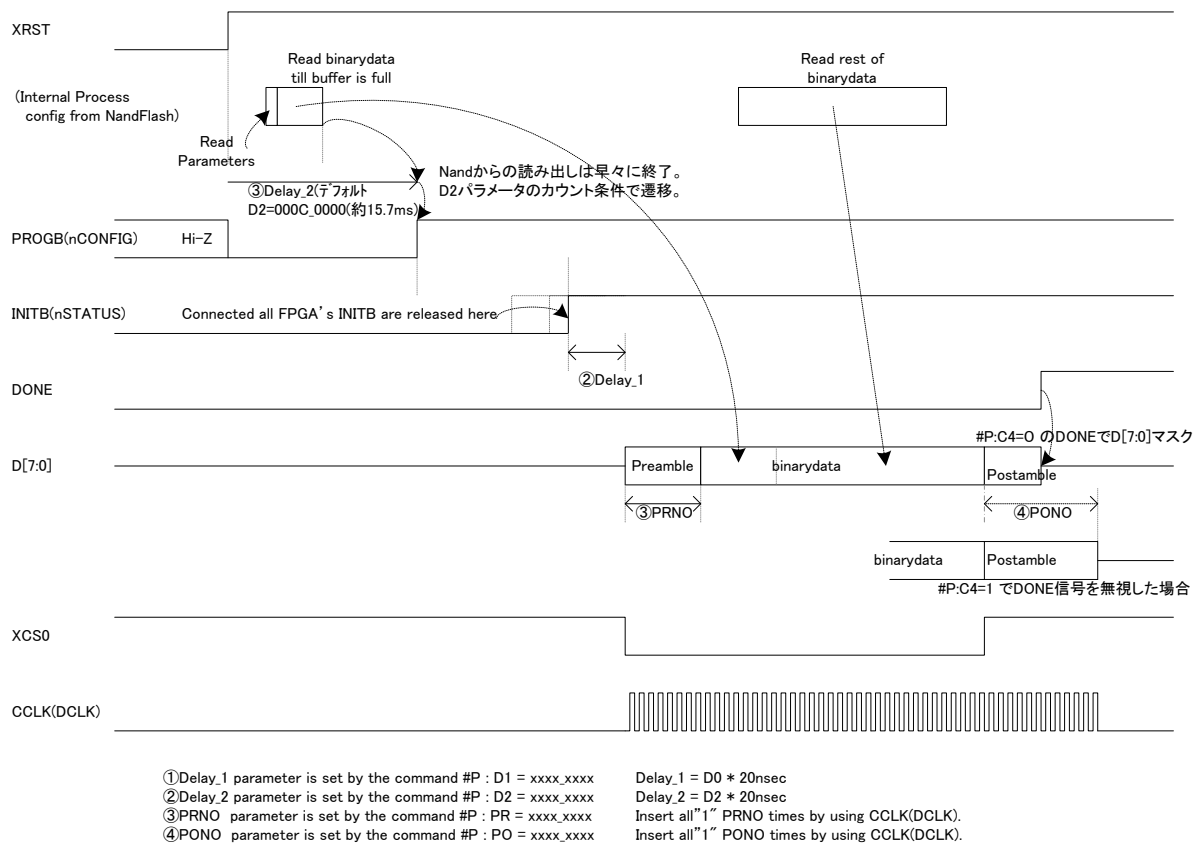 XRST
Read binarydata
till buffer is full
Read rest of
binarydata
(Internal Process
config from NandFlash)
Read
Parameters
Nandからの読み出しは早々に終了。
D2パラメータのカウント条件で遷移。
③Delay_2(ﾃﾞﾌｫﾙﾄ
D2=000C_0000(約15.7ms)
PROGB(nCONFIG) Hi-Z
INITB(nSTATUS) Connected all FPGA's INITB are released here
②Delay_1
DONE
#P:C4=0 のDONEでD[7:0]マスク
D[7:0]
Preamble
binarydata
Postamble
③PRNO
④PONO
binarydata
Postamble
#P:C4=1 でDONE信号を無視した場合
XCS0
CCLK(DCLK)
①Delay_1 parameter is set by the command #P : D1 = xxxx_xxxx Delay_1 = D0 * 20nsec
②Delay_2 parameter is set by the command #P : D2 = xxxx_xxxx Delay_2 = D2 * 20nsec
③PRNO parameter is set by the command #P : PR = xxxx_xxxx Insert all"1" PRNO times by using CCLK(DCLK).
④PONO parameter is set by the command #P : PO = xxxx_xxxx Insert all"1" PONO times by using CCLK(DCLK).